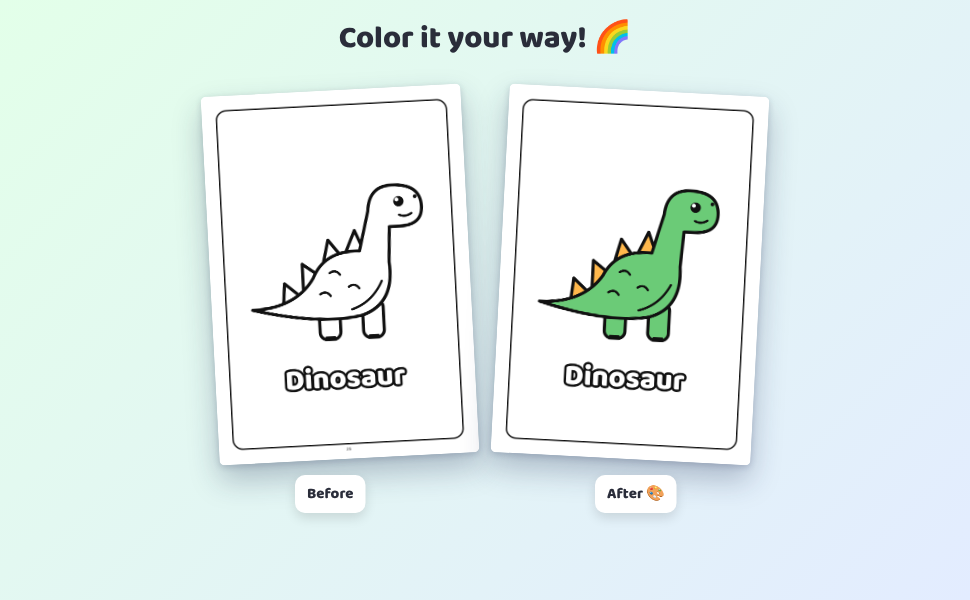 Color it your way! 🌈
Dinosaur
Dinosaur
Before
After 🎨